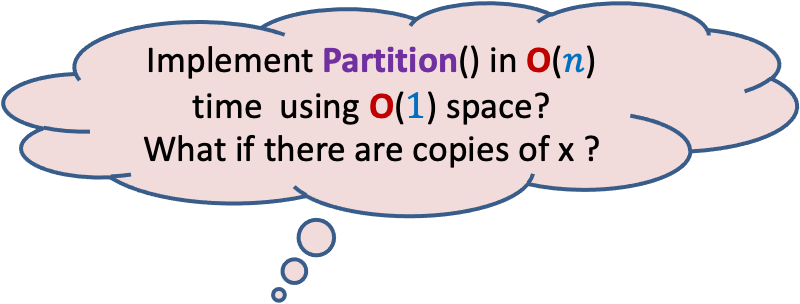 Implement Partition() in O(n)
time using O(1) space?
What if there are copies of x ?